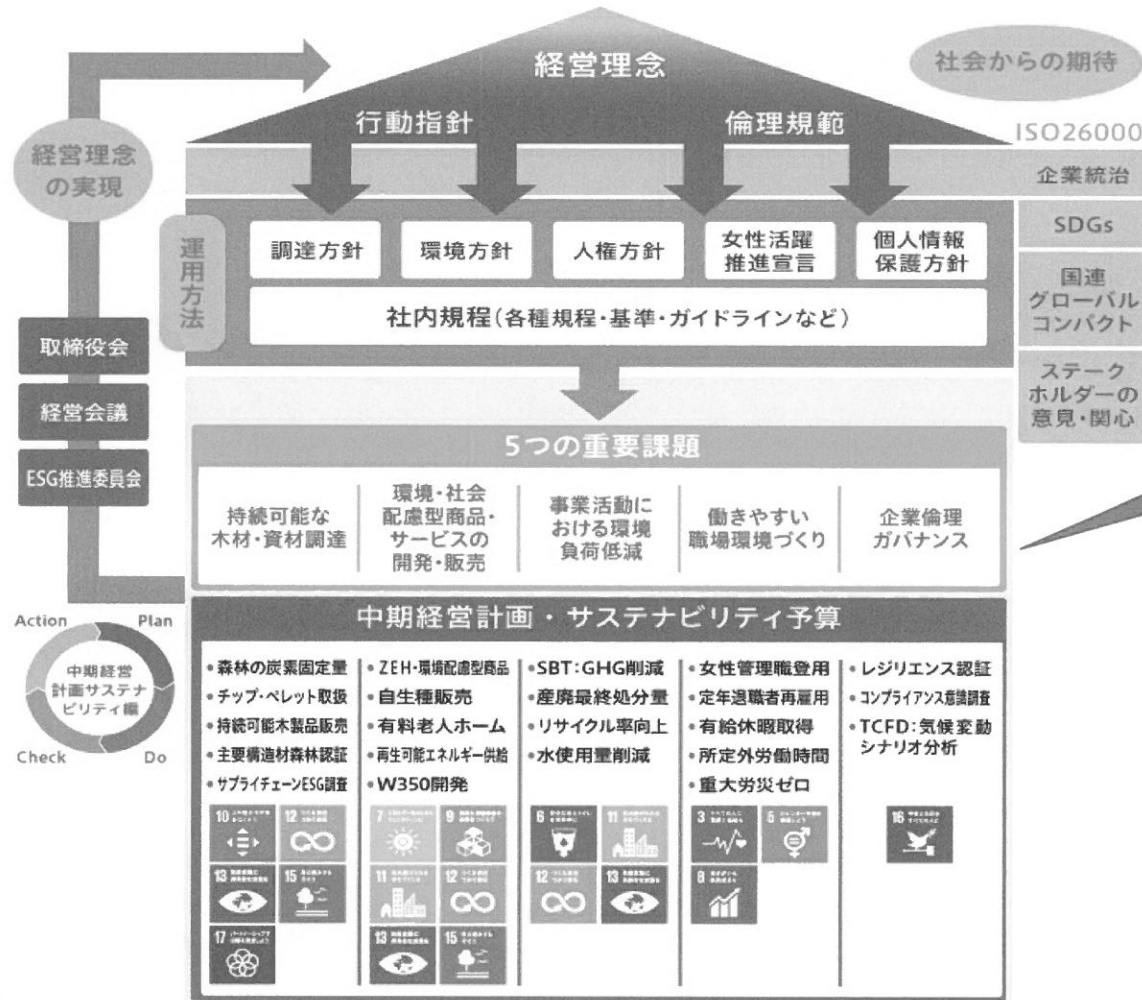 経営理念
行動指針
倫理規範
社会からの期待
ISO26000
企業統治
SDGs
国連
グローバル
コンパクト
ステーク
ホルダーの
意見・関心
経営理念
の実現
取締役会
経営会議
ESG推進委員会
運用方法
調達方針
環境方針
人権方針
女性活躍
推進宣言
個人情報
保護方針
社内規程(各種規程・基準・ガイドラインなど)
5つの重要課題
持続可能な
木材・資材調達
環境・社会
配慮型商品・
サービスの
開発・販売
事業活動に
おける環境
負荷低減
働きやすい
職場環境づくり
企業倫理
ガバナンス
Action
Plan
中期経営
計画サステナ
ビリティ編
Check
Do
中期経営計画・サステナビリティ予算
•森林の炭素固定量
•チップ・ペレット取扱
•持続可能木製品販売
•主要構造材森林認証
•サプライチェーンESG調査
•ZEH・環境配慮型商品
•自生種販売
•有料老人ホーム
•再生可能エネルギー供給
•W350開発
•SBT:GHG削減
•産廃最終処分量
•リサイクル率向上
•水使用量削減
•女性管理職登用
•定年退職者再雇用
•有給休暇取得
•所定外労働時間
•重大労災ゼロ
•レジリエンス認証
•コンプライアンス意識調査
•TCFD:気候変動
シナリオ分析
10
12
13
15
17
7
9
11
12
13
15
6
11
12
13
3
5
8
16